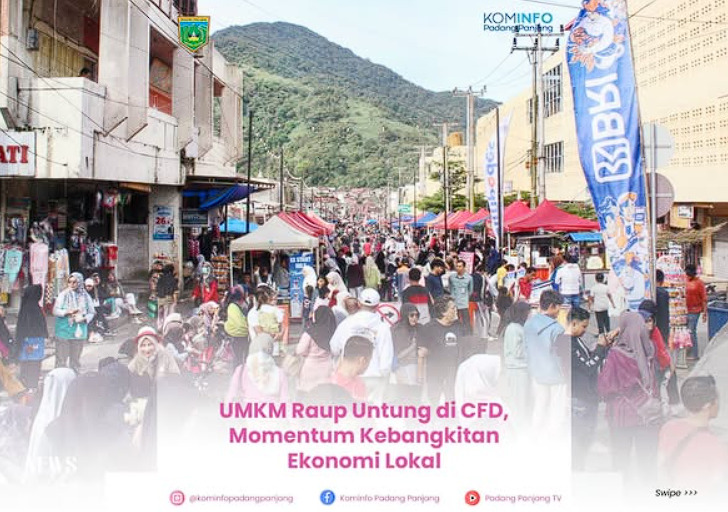 KOMINFO
Padang Panjang
BRI
ATI
UMKM Raup Untung di CFD,
Momentum Kebangkitan
Ekonomi Lokal
@kominfopadangpanjang
Kominfo Padang Panjang
Padang Panjang TV
Swipe >>>
NEWS